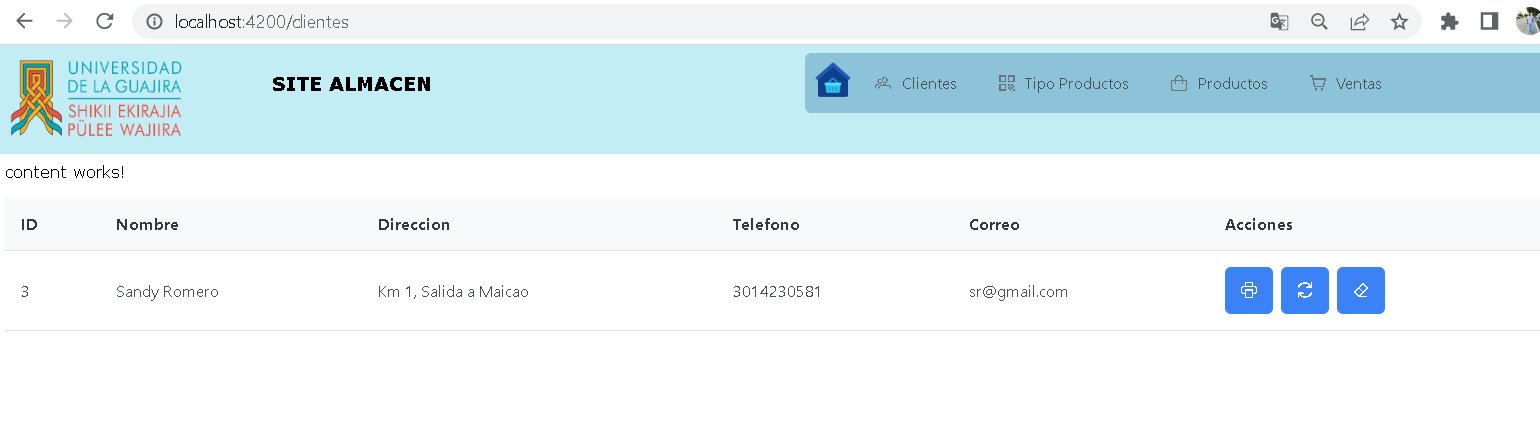 localhost:4200/clientes
UNIVERSIDAD
DE LA GUAJIRA
SHIKII EKIRAJIA
PÜLEE WAJIIRA
SITE ALMACEN
Clientes Tipo Productos Productos Ventas
content works!
ID Nombre Direccion Telefono Correo Acciones
3 Sandy Romero Km 1, Salida a Maicao 3014230581 sr@gmail.com